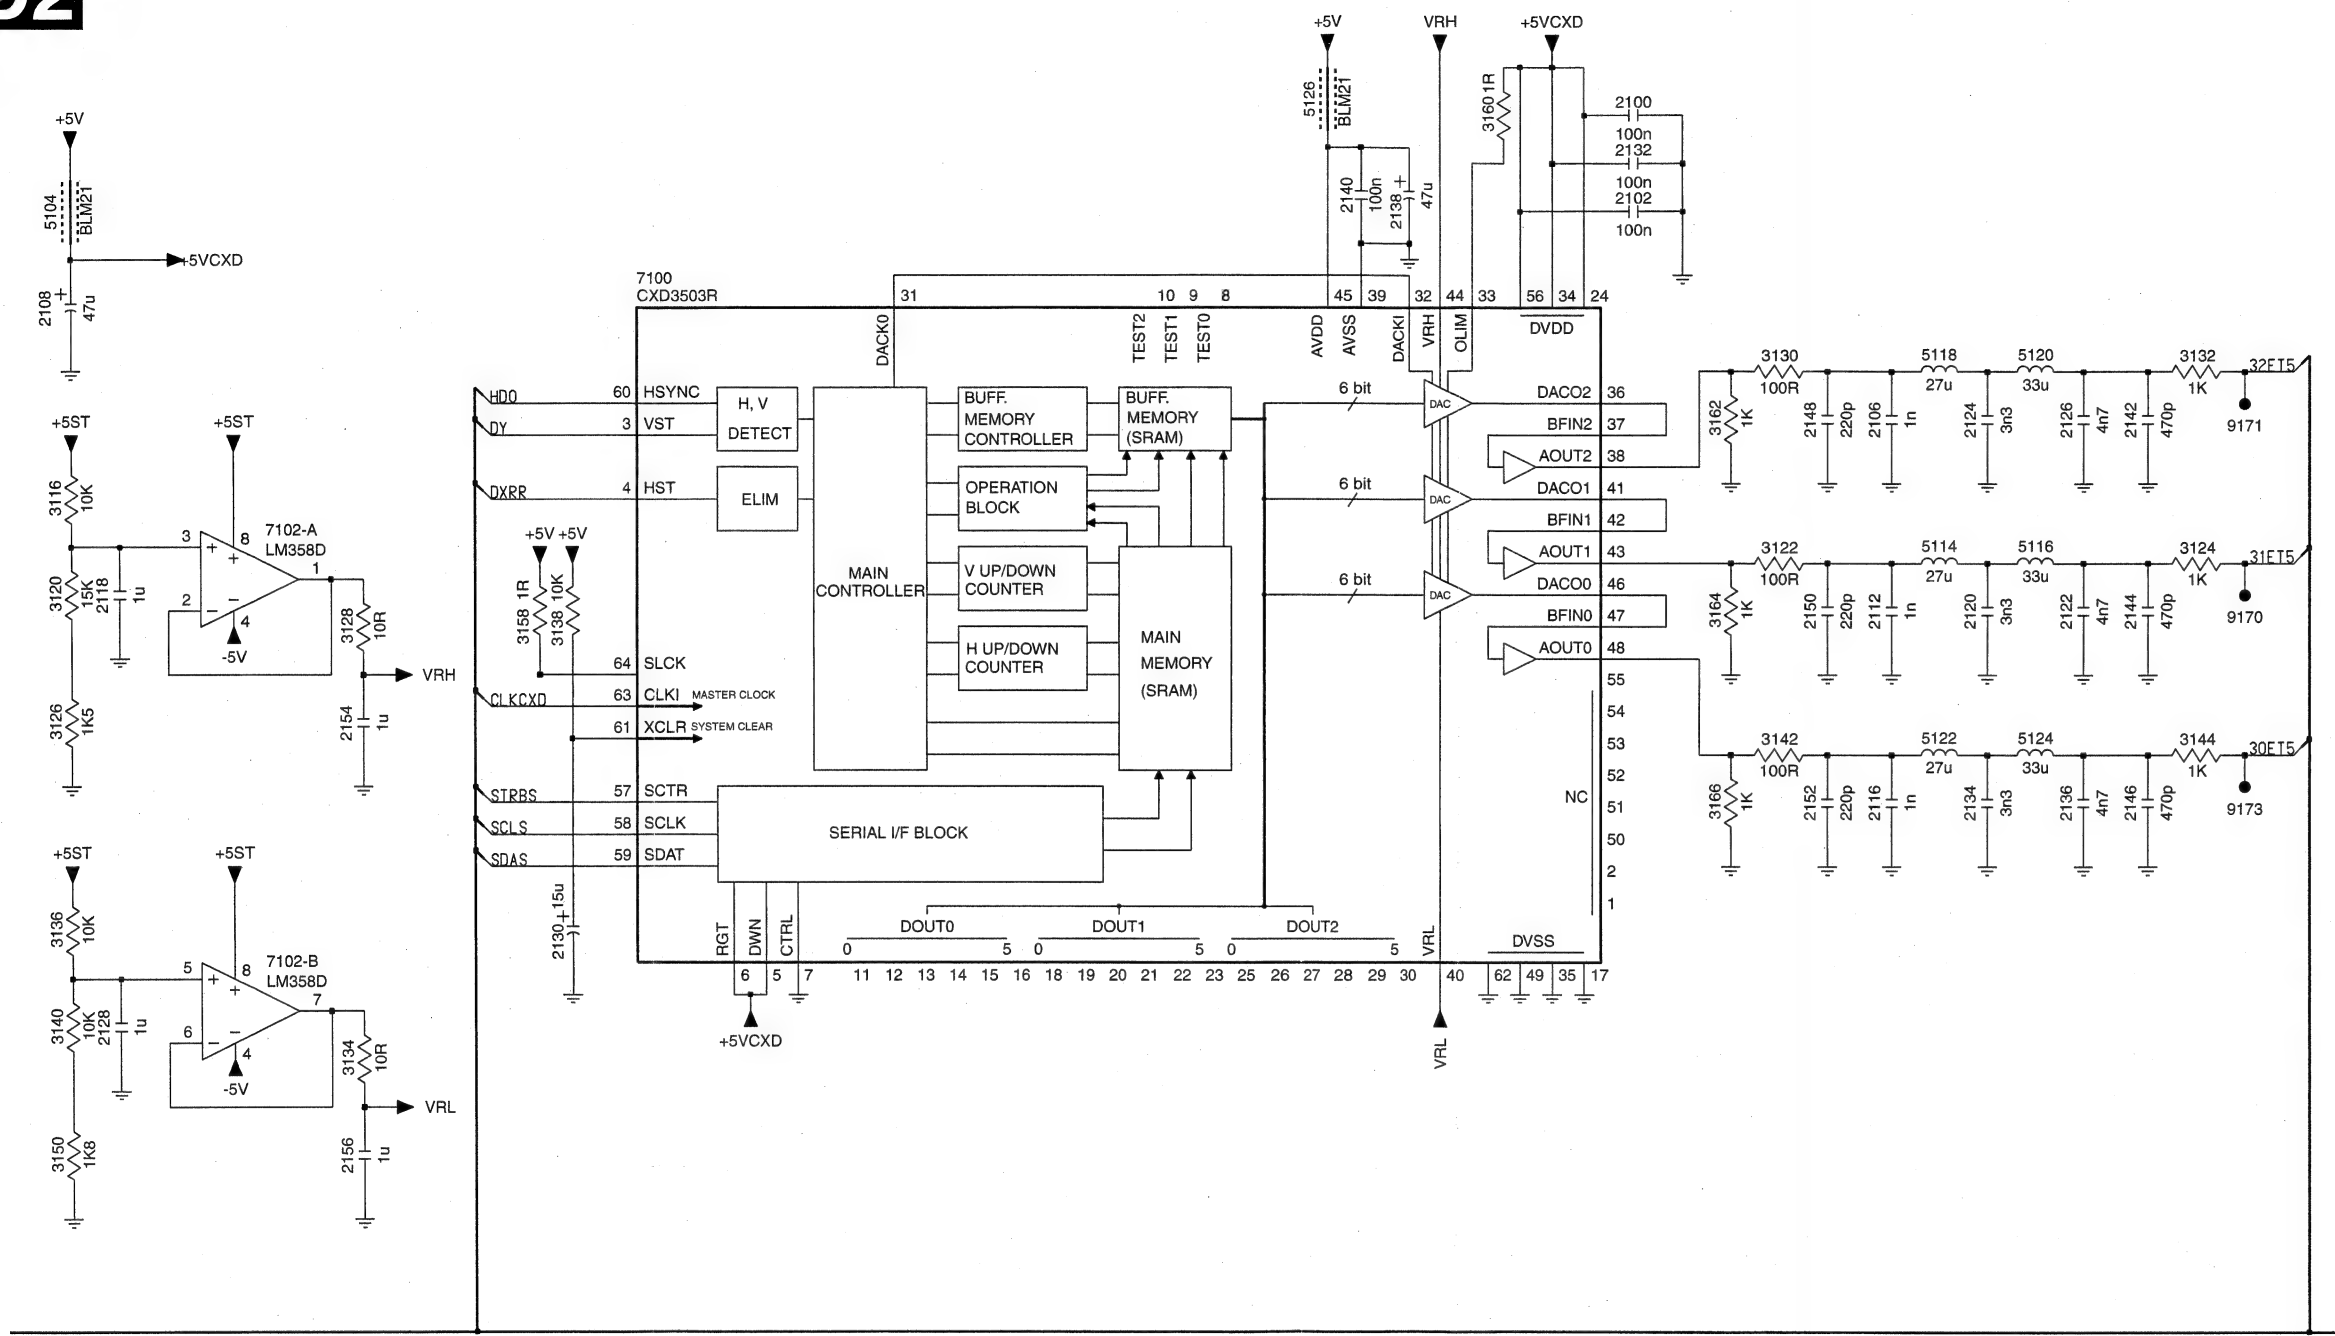 +5V
VRH
+5VCXD
5126
BLM21
3160 1R
2100
100n
2132
100n
2102
100n
2140
100n
2138
+
47u
+5V
5104
BLM21
+5VCXD
2108
+
47u
+5ST
+5ST
3116
10K
3120
15K
2118
1u
3126
1K5
7102-A
LM358D
3
2
8
1
4
+
-
+
-
-5V
3128
10R
VRH
2154
1u
+5ST
+5ST
3136
10K
3140
10K
2128
1u
3150
1K8
7102-B
LM358D
5
6
8
7
4
+
-
+
-
-5V
3134
10R
VRL
2156
1u
7100
CXD3503R
31 10 9 8 45 39 32 44 33 56 34 24
DACK0
TEST2
TEST1
TEST0
AVDD
AVSS
DACKI
VRH
OLIM
DVDD
HDO 60 HSYNC
DY 3 VST
DXRR 4 HST
+5V +5V
3158 1R
3138 10K
64 SLCK
CLKCXD 63 CLKI MASTER CLOCK
61 XCLR SYSTEM CLEAR
STRBS 57 SCTR
SCLS 58 SCLK
SDAS 59 SDAT
2130
+
15u
H, V
DETECT
ELIM
MAIN
CONTROLLER
BUFF.
MEMORY
CONTROLLER
BUFF.
MEMORY
(SRAM)
OPERATION
BLOCK
V UP/DOWN
COUNTER
H UP/DOWN
COUNTER
MAIN
MEMORY
(SRAM)
SERIAL I/F BLOCK
6 bit
DAC
6 bit
DAC
6 bit
DAC
DACO2 36
BFIN2 37
AOUT2 38
DACO1 41
BFIN1 42
AOUT1 43
DACO0 46
BFIN0 47
AOUT0 48
55
54
53
52
NC 51
50
2
1
RGT
DWN
CTRL
DOUT0
0 5
DOUT1
0 5
DOUT2
0 5
VRL
DVSS
6 5 7 11 12 13 14 15 16 18 19 20 21 22 23 25 26 27 28 29 30 40 62 49 35 17
+5VCXD
VRL
3162
1K
3130
100R
2148
220p
2106
1n
5118
27u
2124
3n3
5120
33u
2126
4n7
2142
470p
3132
1K
32ET5
9171
3164
1K
3122
100R
2150
220p
2112
1n
5114
27u
2120
3n3
5116
33u
2122
4n7
2144
470p
3124
1K
31ET5
9170
3166
1K
3142
100R
2152
220p
2116
1n
5122
27u
2134
3n3
5124
33u
2136
4n7
2146
470p
3144
1K
30ET5
9173